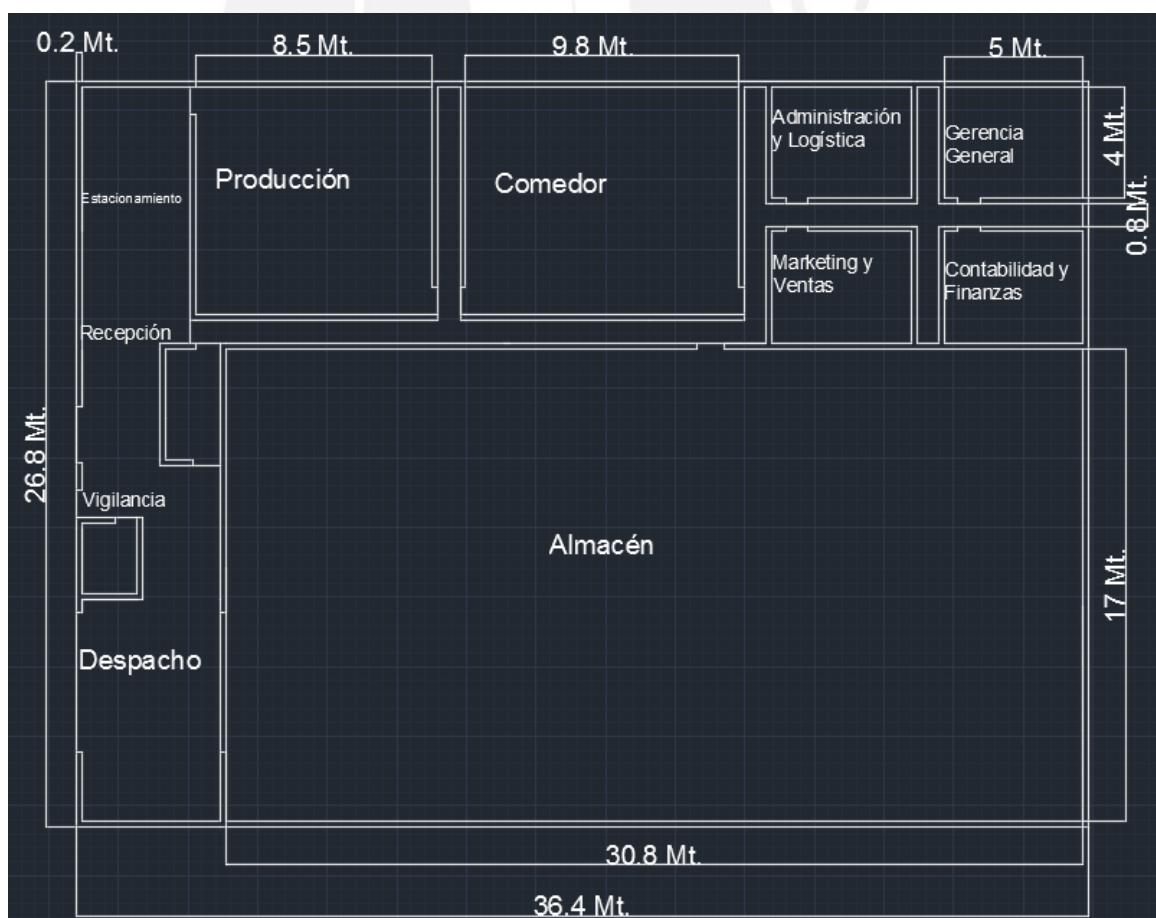 0.2 Mt.
8.5 Mt.
9.8 Mt.
5 Mt.
Administración
y Logística
Gerencia
General
4 Mt.
Producción
Comedor
Estacionamiento
0.8 Mt.
Marketing y
Ventas
Contabilidad y
Finanzas
Recepción
26.8 Mt.
Vigilancia
Almacén
17 Mt.
Despacho
30.8 Mt.
36.4 Mt.